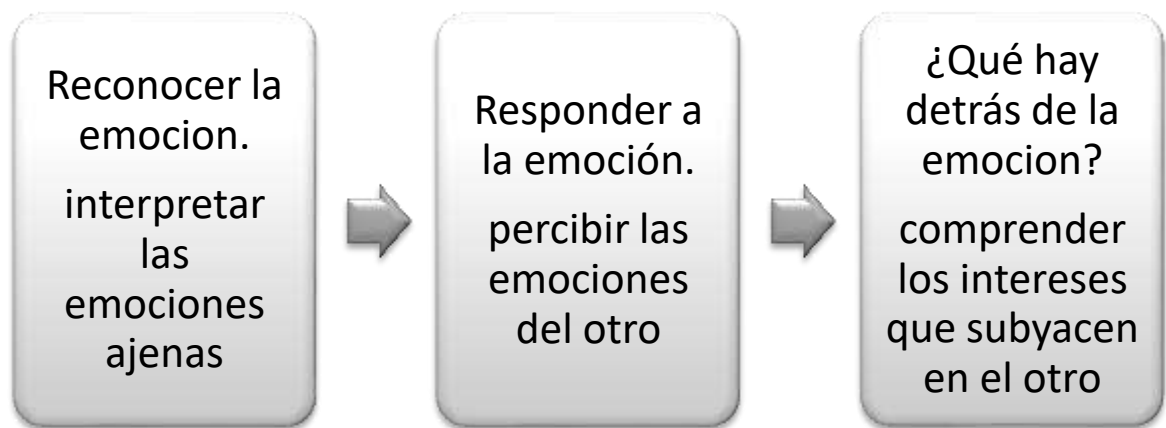 Reconocer la
emocion.
interpretar
las
emociones
ajenas
Responder a
la emoción.
percibir las
emociones
del otro
¿Qué hay
detrás de la
emocion?
comprender
los intereses
que subyacen
en el otro